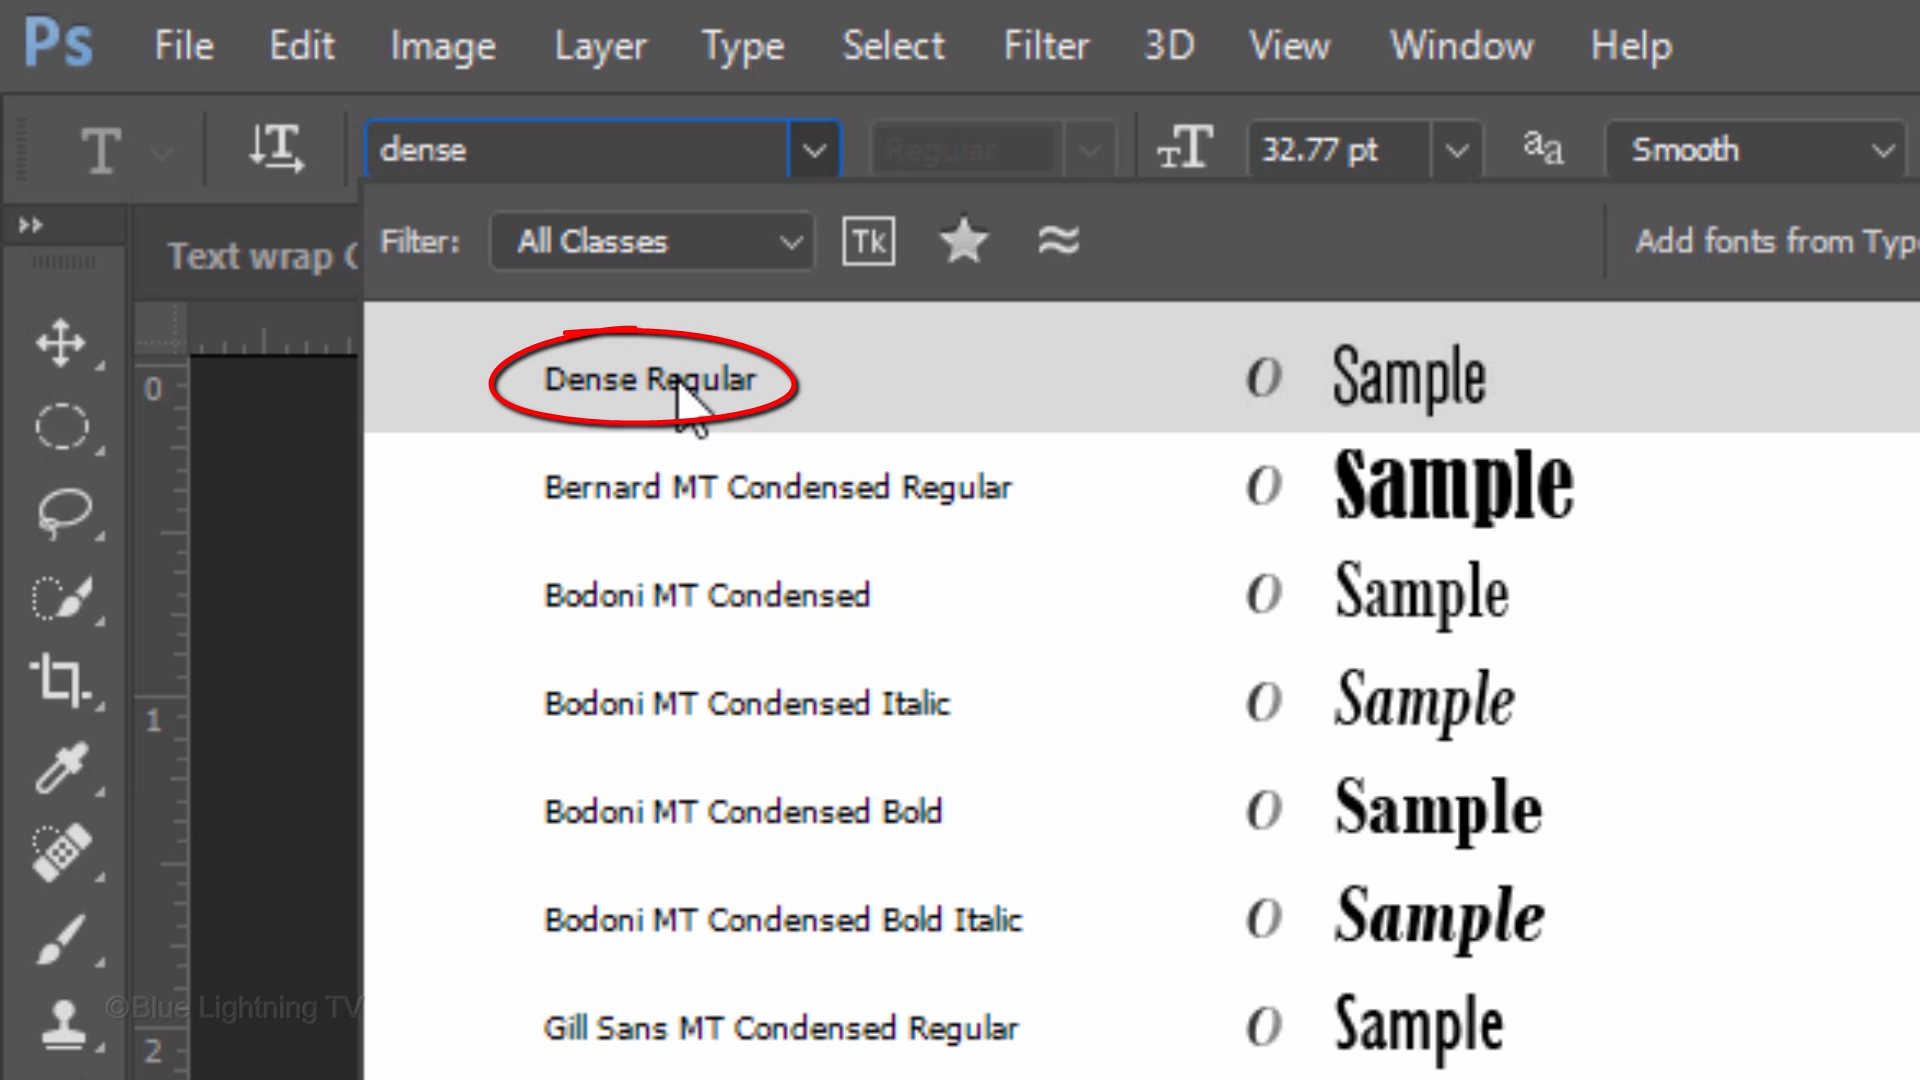 Ps File Edit Image Layer Type Select Filter 3D View Window Help
T T dense Regular TT 32.77 pt aa Smooth
Text wrap Filter: All Classes Tk Add fonts from Typ
Dense Regular O Sample
0
Bernard MT Condensed Regular O Sample
Bodoni MT Condensed O Sample
Bodoni MT Condensed Italic O Sample
1
Bodoni MT Condensed Bold O Sample
Bodoni MT Condensed Bold Italic O Sample
©Blue Lightning TV
Gill Sans MT Condensed Regular O Sample
2